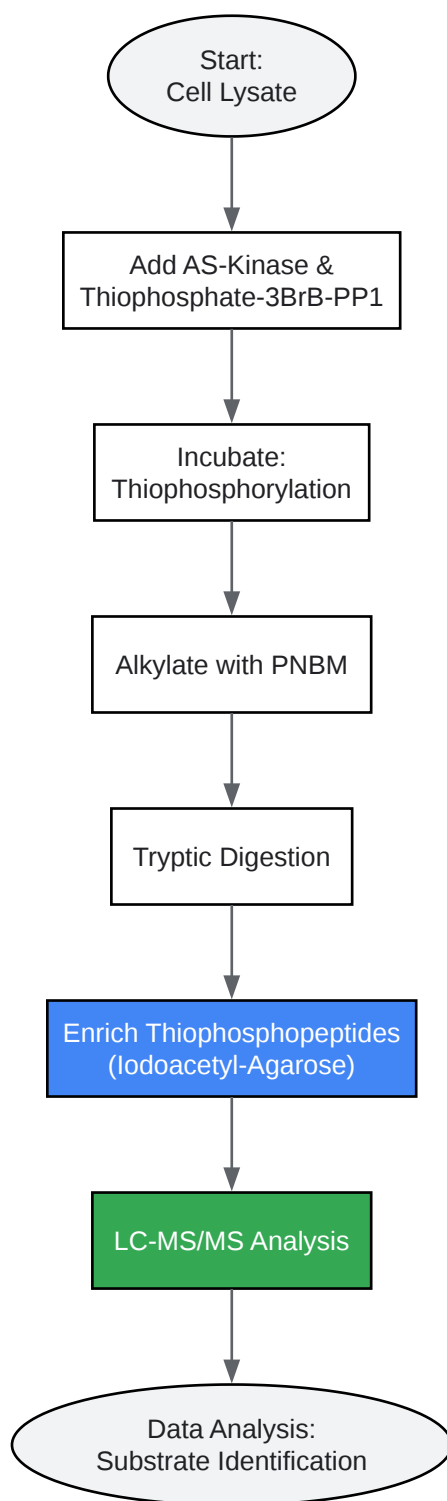 Start:
Cell Lysate
Add AS-Kinase &
Thiophosphate-3BrB-PP1
Incubate:
Thiophosphorylation
Alkylate with PNBM
Tryptic Digestion
Enrich Thiophosphopeptides
(Iodoacetyl-Agarose)
LC-MS/MS Analysis
Data Analysis:
Substrate Identification